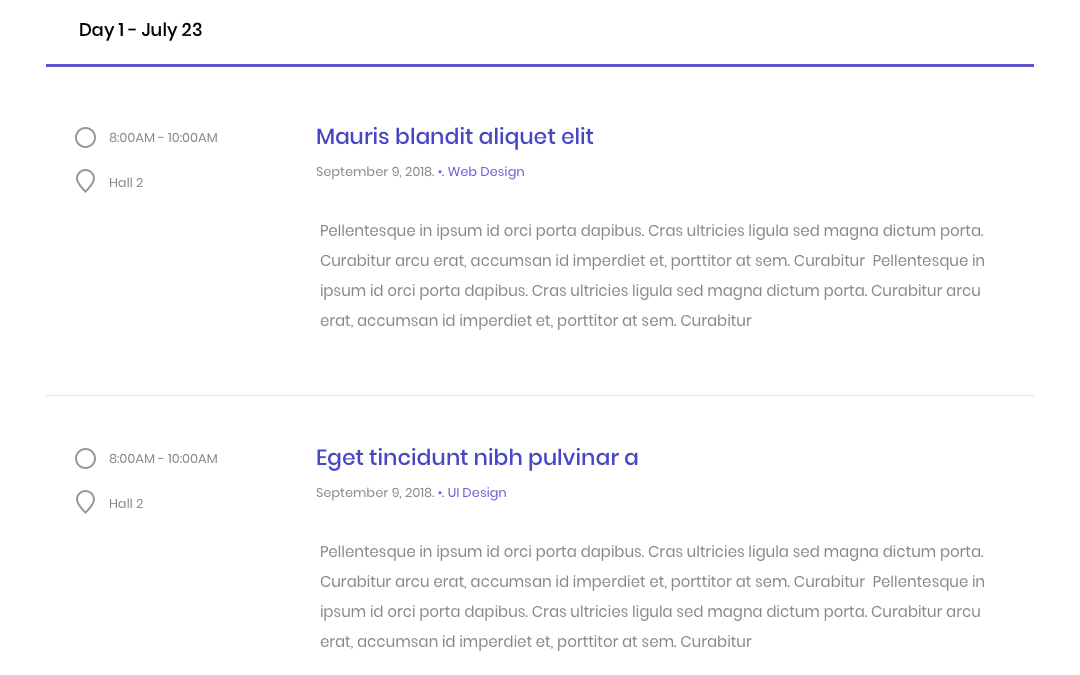 Day 1 - July 23
8:00AM - 10:00AM
Hall 2
Mauris blandit aliquet elit
September 9, 2018. •. Web Design
Pellentesque in ipsum id orci porta dapibus. Cras ultricies ligula sed magna dictum porta.
Curabitur arcu erat, accumsan id imperdiet et, porttitor at sem. Curabitur  Pellentesque in
ipsum id orci porta dapibus. Cras ultricies ligula sed magna dictum porta. Curabitur arcu
erat, accumsan id imperdiet et, porttitor at sem. Curabitur
8:00AM - 10:00AM
Hall 2
Eget tincidunt nibh pulvinar a
September 9, 2018. •. UI Design
Pellentesque in ipsum id orci porta dapibus. Cras ultricies ligula sed magna dictum porta.
Curabitur arcu erat, accumsan id imperdiet et, porttitor at sem. Curabitur  Pellentesque in
ipsum id orci porta dapibus. Cras ultricies ligula sed magna dictum porta. Curabitur arcu
erat, accumsan id imperdiet et, porttitor at sem. Curabitur